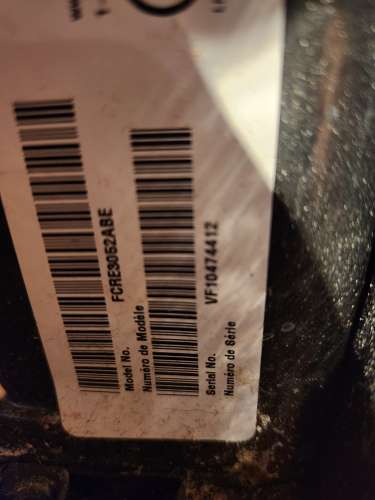 FCRE3052ABE
Model No.
Numéro de Modèle
VF10474412
Serial No.
Numéro de Série